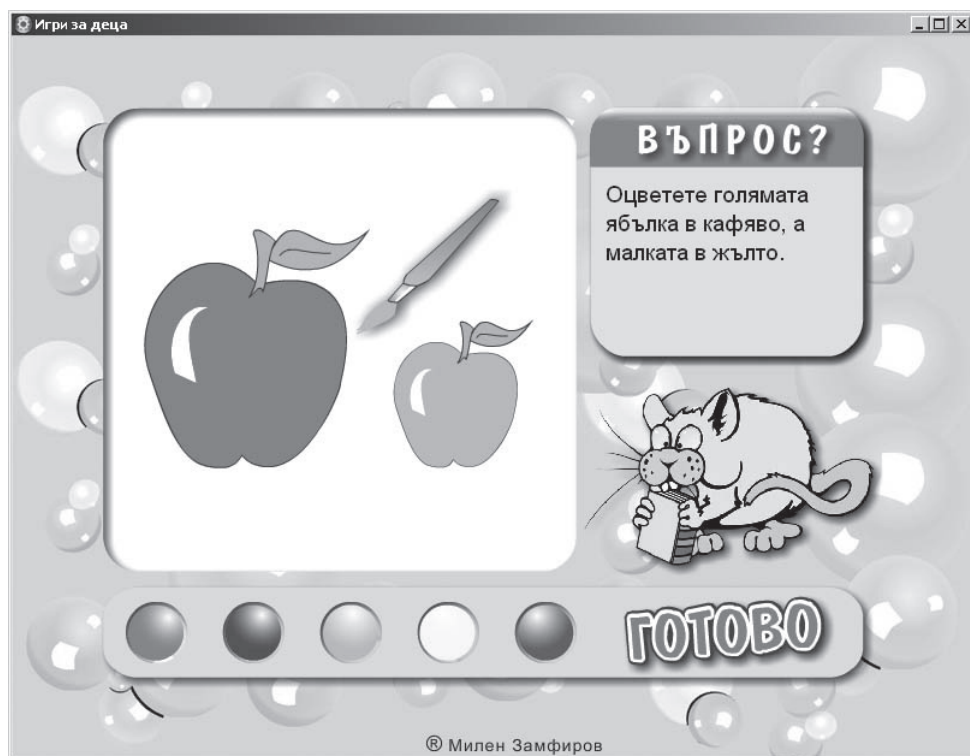 Игри за деца
ВЪПРОС?
Оцветете голямата
ябълка в кафяво, а
малката в жълто.
ГОТОВО
® Милен Замфиров